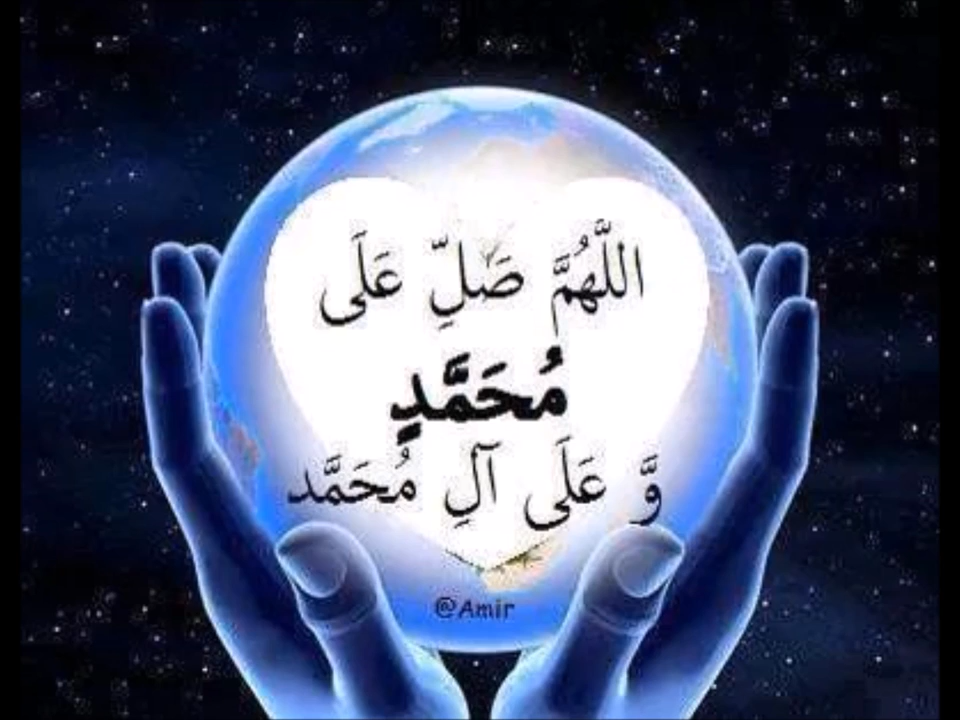 اللَّهُمَّ صَلِّ عَلَى
مُحَمَّدٍ
وَّ عَلَى آلِ مُحَمَّد
@Amir